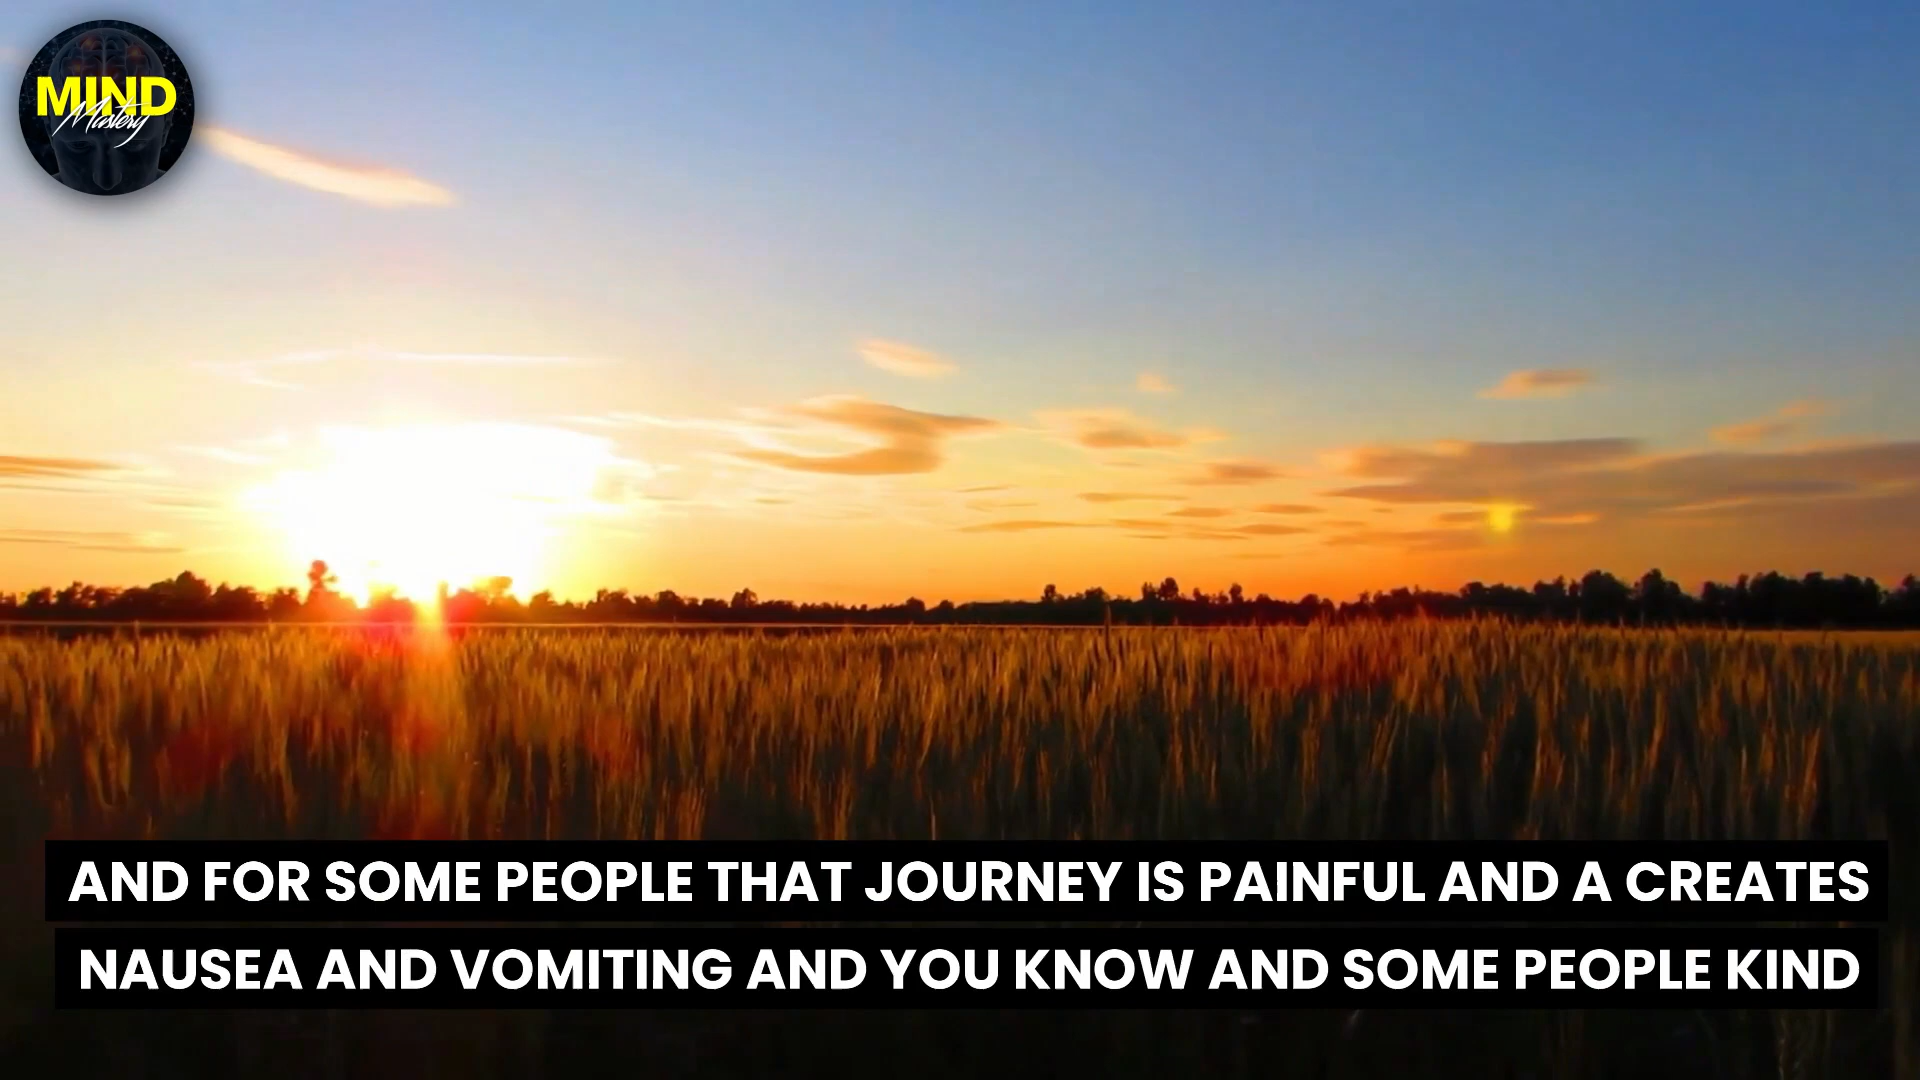 MIND
Mastery
AND FOR SOME PEOPLE THAT JOURNEY IS PAINFUL AND A CREATES
NAUSEA AND VOMITING AND YOU KNOW AND SOME PEOPLE KIND